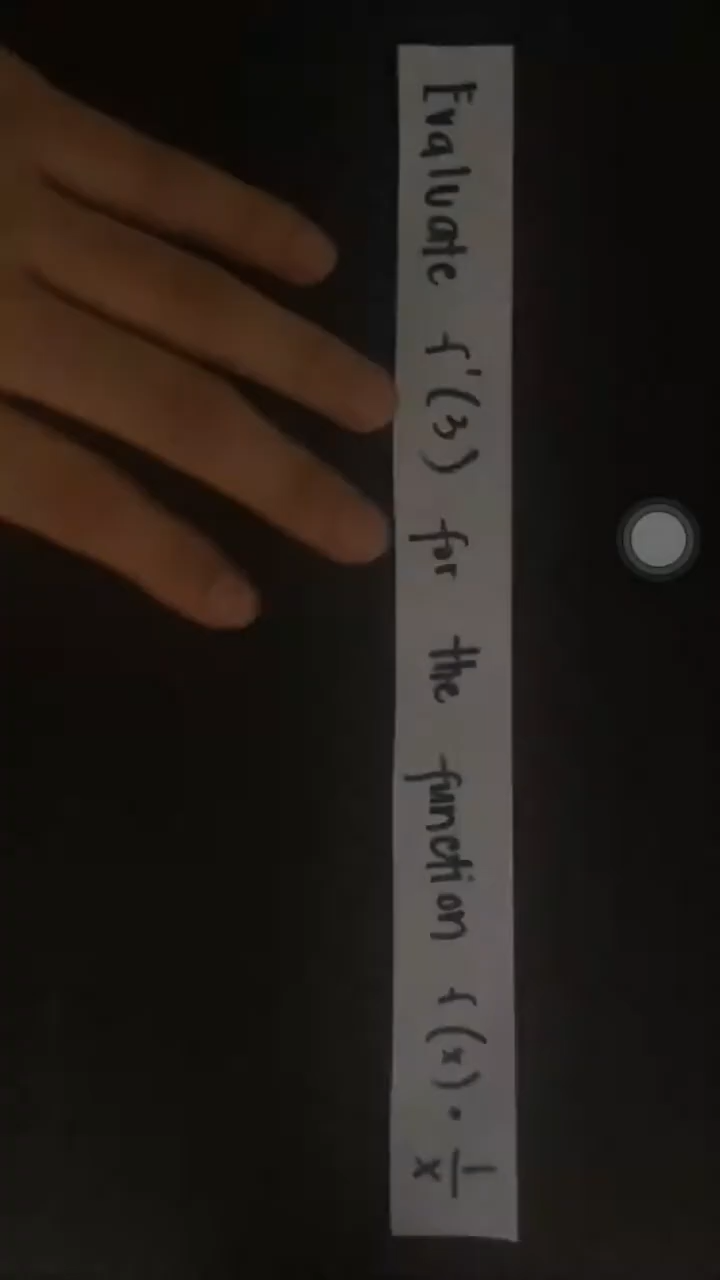 Evaluate f'(3) for the function f(x) = 1/x